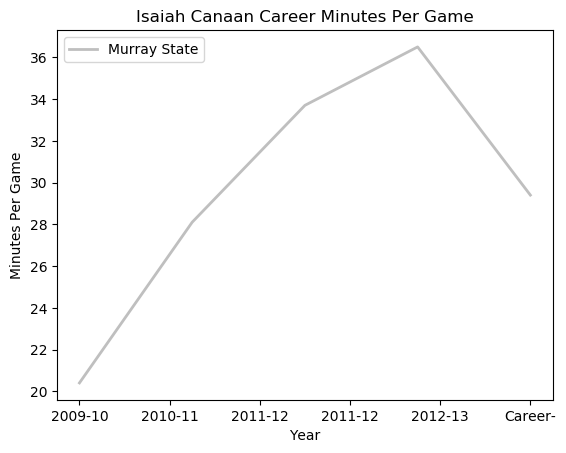 Isaiah Canaan Career Minutes Per Game
Murray State
36
34
32
30
28
26
24
22
20
Minutes Per Game
2009-10 2010-11 2011-12 2011-12 2012-13 Career-
Year